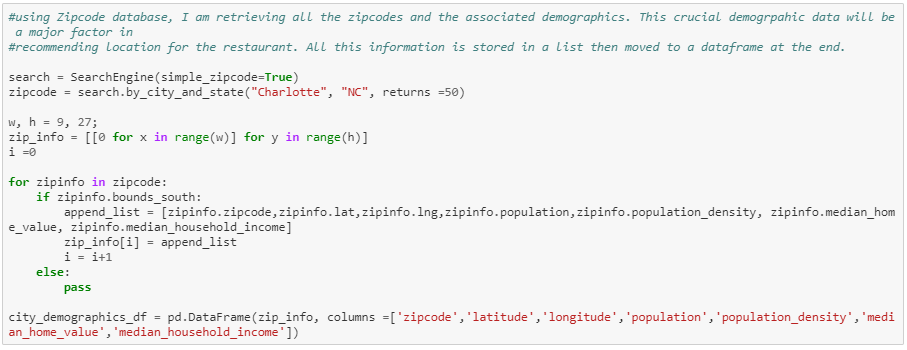 #using Zipcode database, I am retrieving all the zipcodes and the associated demographics. This crucial demogrpahic data will be
 a major factor in
#recommending location for the restaurant. All this information is stored in a list then moved to a dataframe at the end.

search = SearchEngine(simple_zipcode=True)
zipcode = search.by_city_and_state("Charlotte", "NC", returns =50)

w, h = 9, 27;
zip_info = [[0 for x in range(w)] for y in range(h)]
i =0

for zipinfo in zipcode:
    if zipinfo.bounds_south:
        append_list = [zipinfo.zipcode,zipinfo.lat,zipinfo.lng,zipinfo.population,zipinfo.population_density, zipinfo.median_hom
e_value, zipinfo.median_household_income]
        zip_info[i] = append_list
        i = i+1
    else:
        pass

city_demographics_df = pd.DataFrame(zip_info, columns =['zipcode','latitude','longitude','population','population_density','medi
an_home_value','median_household_income'])